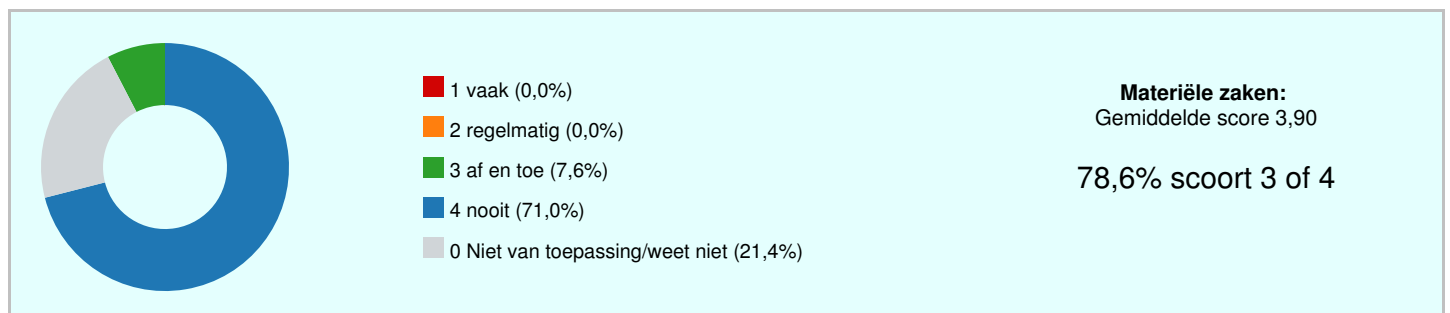 1 vaak (0,0%)
2 regelmatig (0,0%)
3 af en toe (7,6%)
4 nooit (71,0%)
0 Niet van toepassing/weet niet (21,4%)
Materiële zaken:
Gemiddelde score 3,90
78,6% scoort 3 of 4